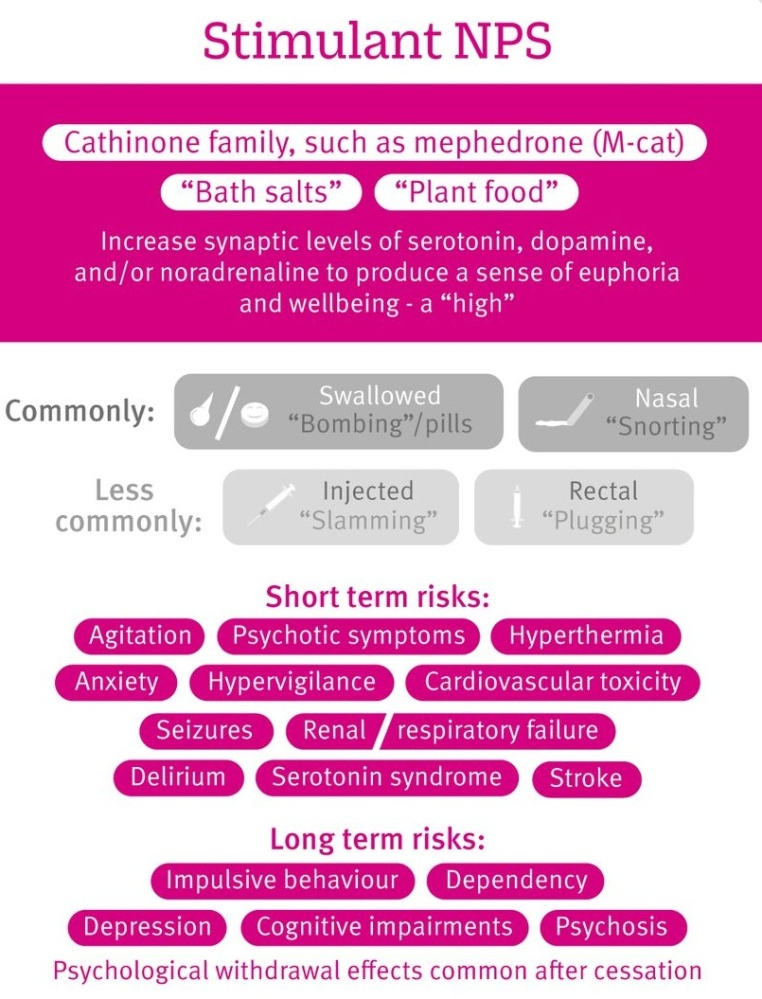 Stimulant NPS
Cathinone family, such as mephedrone (M-cat)
“Bath salts” “Plant food”
Increase synaptic levels of serotonin, dopamine,
and/or noradrenaline to produce a sense of euphoria
and wellbeing - a “high”
Commonly:
Swallowed
“Bombing”/pills
Nasal
“Snorting”
Less
commonly:
Injected
“Slamming”
Rectal
“Plugging”
Short term risks:
Agitation Psychotic symptoms Hyperthermia
Anxiety Hypervigilance Cardiovascular toxicity
Seizures Renal / respiratory failure
Delirium Serotonin syndrome Stroke
Long term risks:
Impulsive behaviour Dependency
Depression Cognitive impairments Psychosis
Psychological withdrawal effects common after cessation